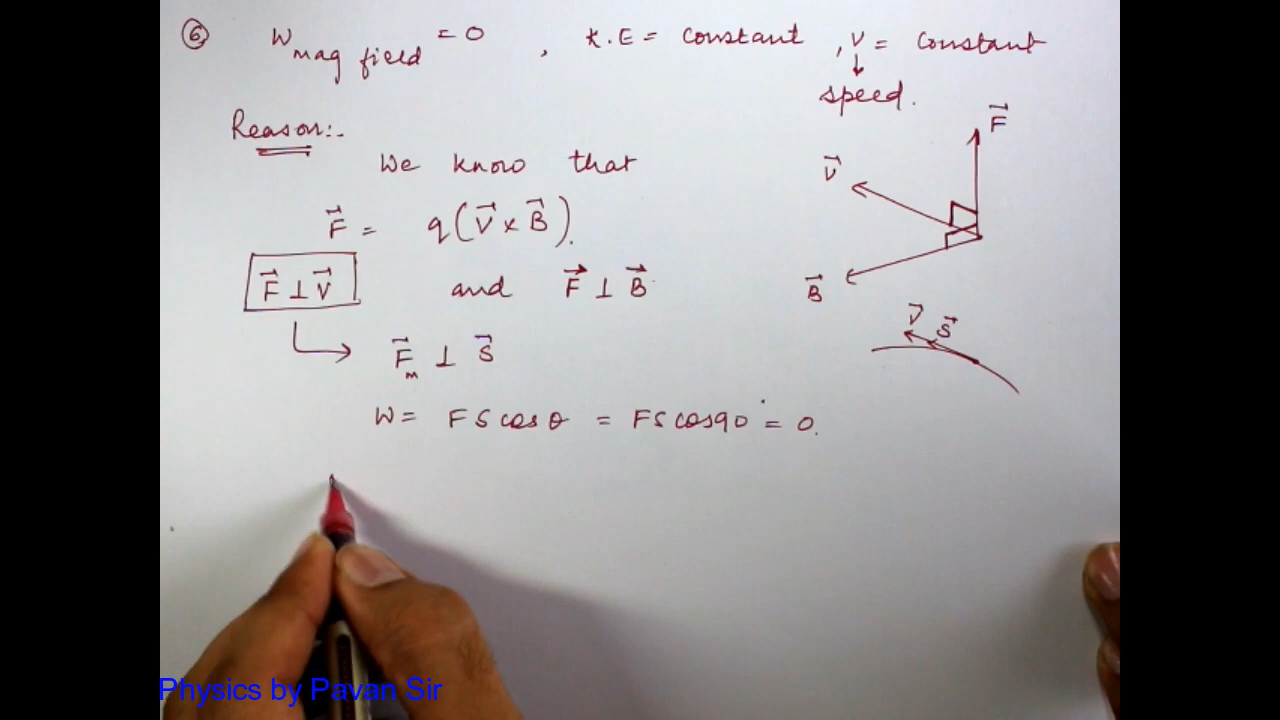 ⑥ W mag field = 0 , K.E = constant , v = constant
↓
speed.
Reason:-
We know that
F⃗ = q(V⃗ × B⃗).
F⃗ ⊥ V⃗ and F⃗ ⊥ B⃗
F⃗m ⊥ S⃗
W = FS cos θ = FS cos 90° = 0.
F⃗
V⃗
B⃗
V⃗ S⃗
Physics by Pavan Sir